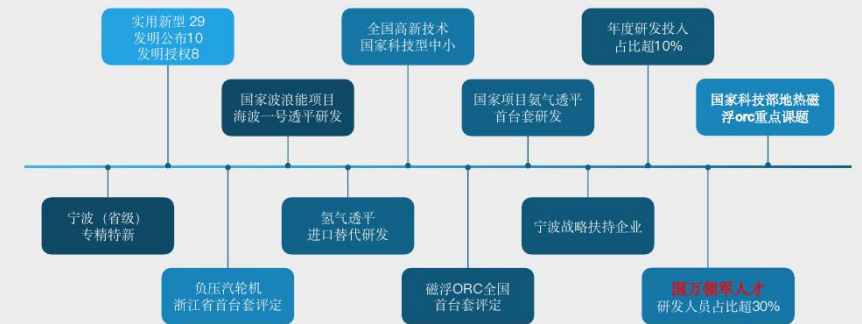 实用新型 29
发明公布10
发明授权8
全国高新技术
国家科技型中小
年度研发投入
占比超10%
国家波浪能项目
海波一号透平研发
国家项目氨气透平
首台套研发
国家科技部地热磁
浮orc重点课题
宁波（省级）
专精特新
氢气透平
进口替代研发
宁波战略扶持企业
负压汽轮机
浙江省首台套评定
磁浮ORC全国
首台套评定
国万领军人才
研发人员占比超30%